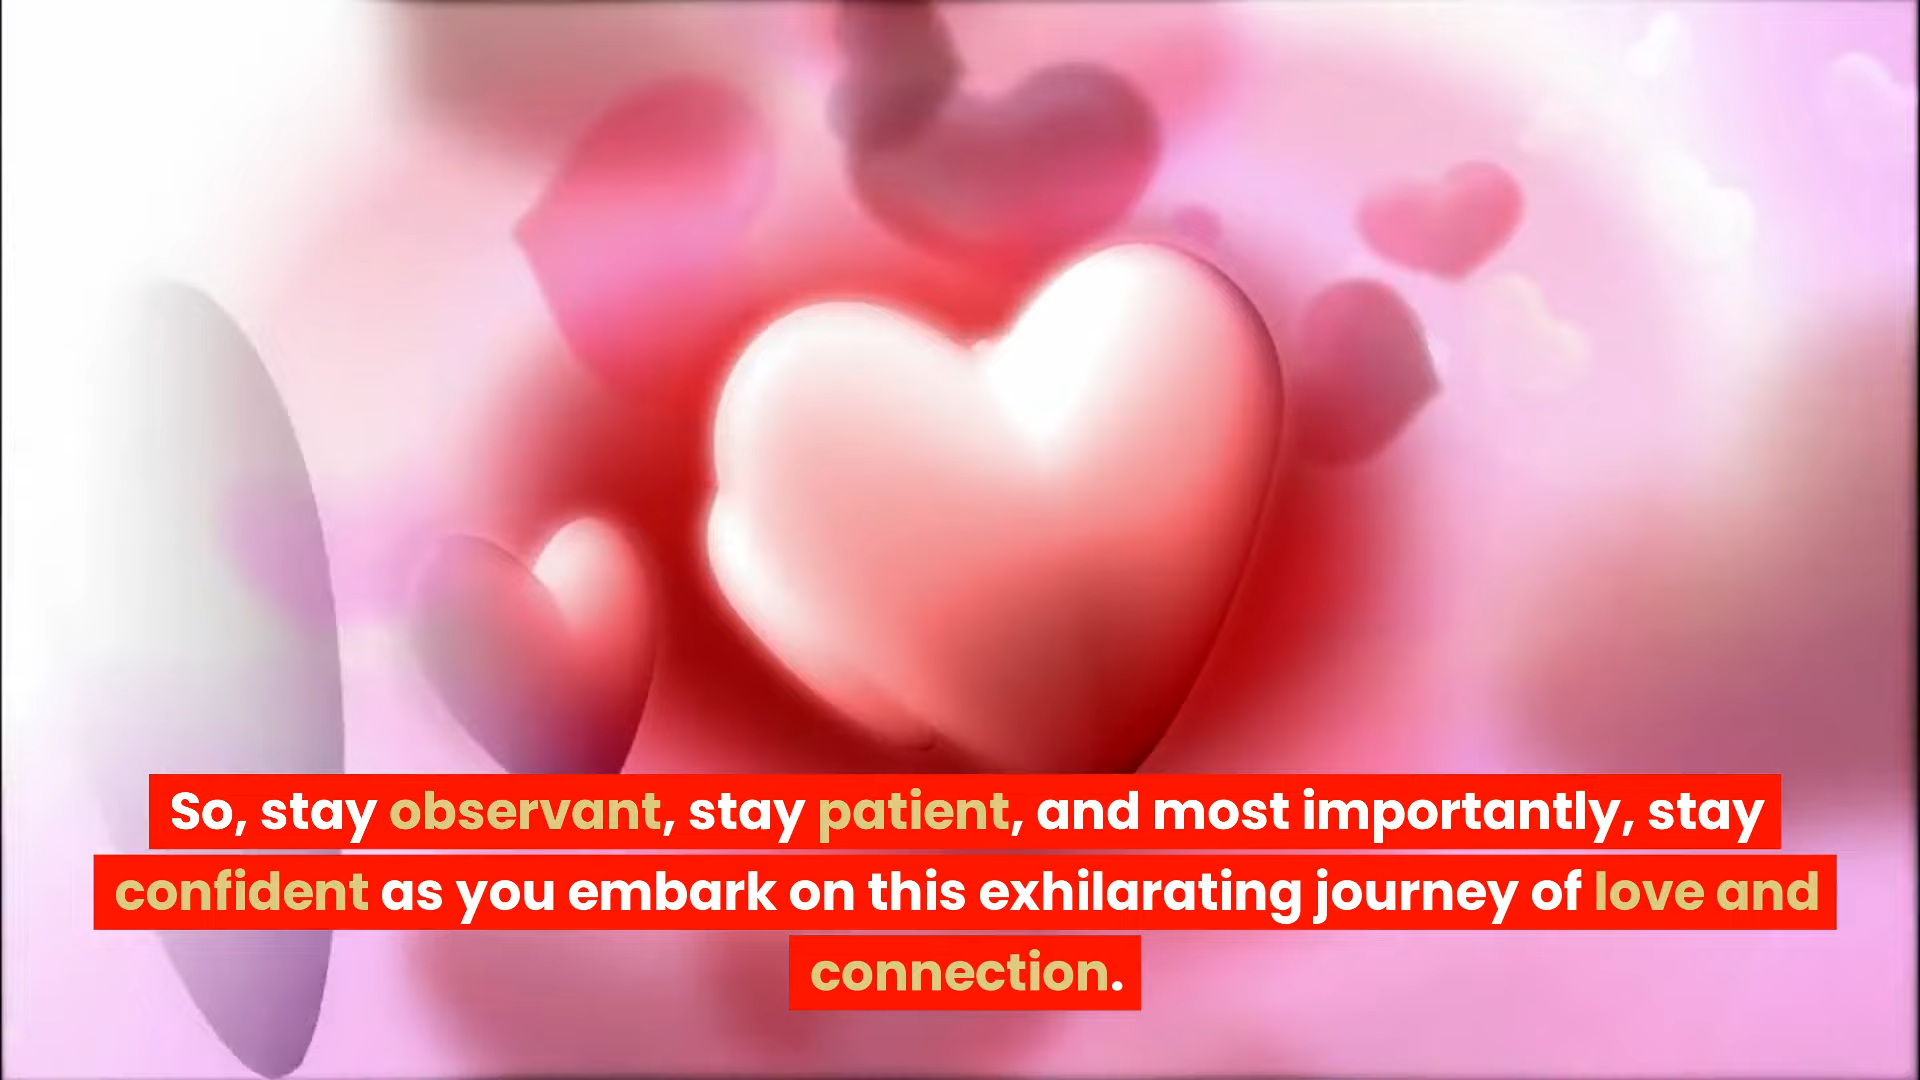 So, stay observant, stay patient, and most importantly, stay
confident as you embark on this exhilarating journey of love and
connection.